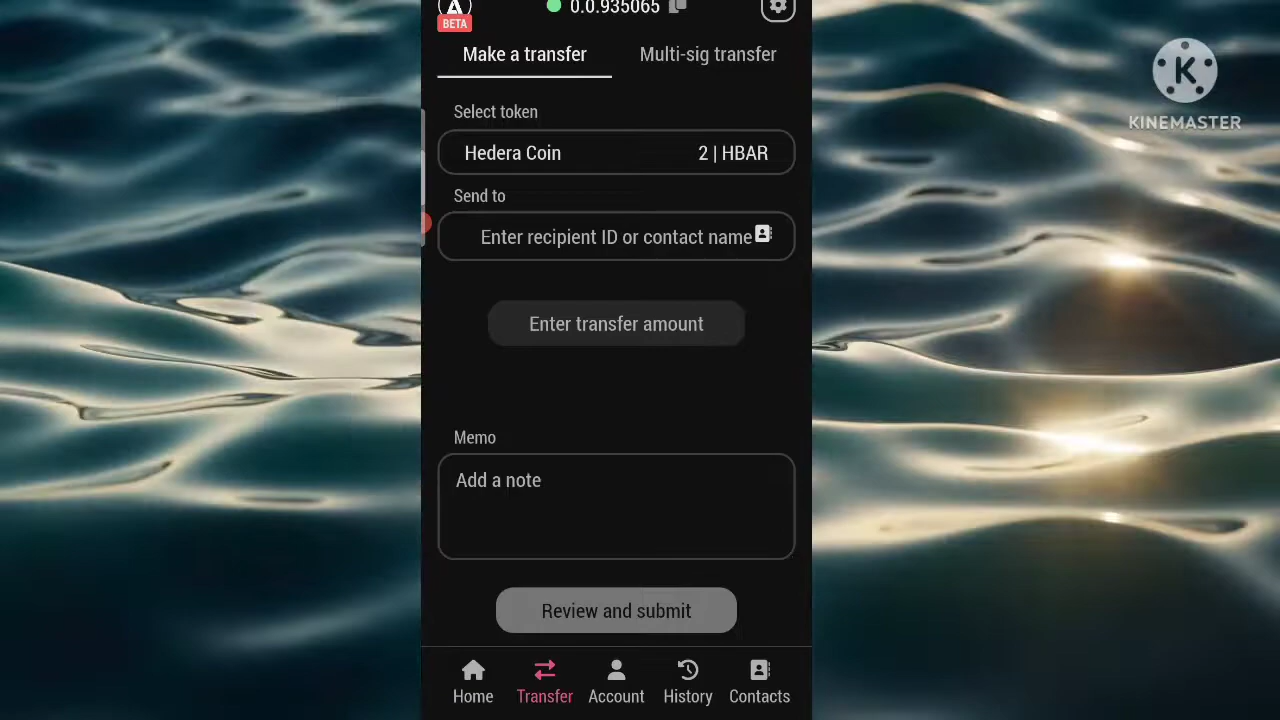 0.0.935065
BETA
Make a transfer
Multi-sig transfer
Select token
Hedera Coin
2 | HBAR
Send to
Enter recipient ID or contact name
Enter transfer amount
Memo
Add a note
Review and submit
Home
Transfer
Account
History
Contacts
K
KINEMASTER